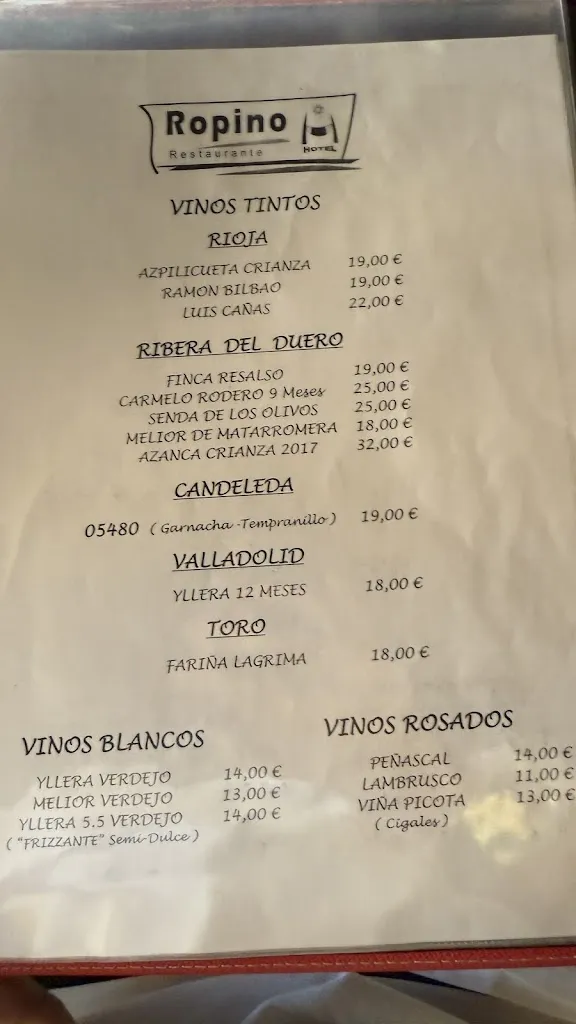 Ropino
Restaurante
HOTEL
VINOS TINTOS
RIOJA
AZPILICUETA CRIANZA 19,00 €
RAMON BILBAO 19,00 €
LUIS CAÑAS 22,00 €
RIBERA DEL DUERO
FINCA RESALSO 19,00 €
CARMELO RODERO 9 Meses 25,00 €
SENDA DE LOS OLIVOS 25,00 €
MELIOR DE MATARROMERA 18,00 €
AZANCA CRIANZA 2017 32,00 €
CANDELEDA
05480 ( Garnacha -Tempranillo ) 19,00 €
VALLADOLID
YLLERA 12 MESES 18,00 €
TORO
FARIÑA LAGRIMA 18,00 €
VINOS BLANCOS
YLLERA VERDEJO 14,00 €
MELIOR VERDEJO 13,00 €
YLLERA 5.5 VERDEJO 14,00 €
( "FRIZZANTE" Semi-Dulce )
VINOS ROSADOS
PEÑASCAL 14,00 €
LAMBRUSCO 11,00 €
VIÑA PICOTA 13,00 €
( Cigales )